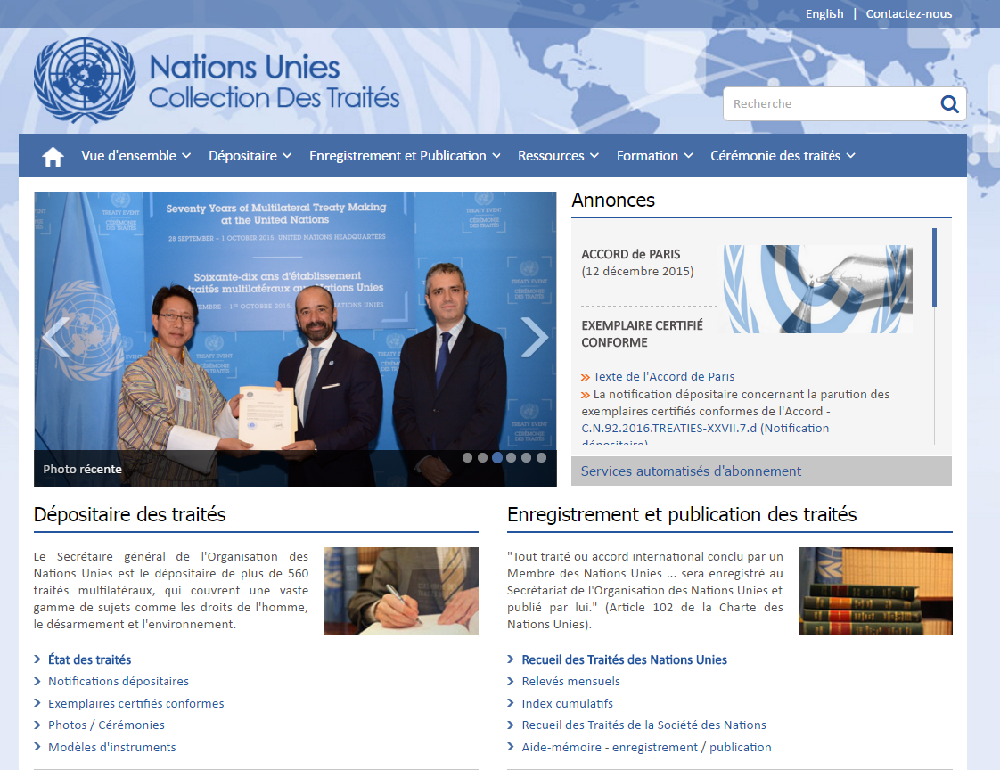 English | Contactez-nous
Nations Unies
Collection Des Traités
Recherche
Vue d'ensemble Dépositaire Enregistrement et Publication Ressources Formation Cérémonie des traités
Seventy Years of Multilateral Treaty Making
at the United Nations
28 SEPTEMBER – 1 OCTOBER 2015, UNITED NATIONS HEADQUARTERS
Soixante-dix ans d'établissement
traités multilatéraux aux Nations Unies
1ER OCTOBRE 2015,
NATIONS UNIES
TREATY EVENT
CÉRÉMONIE DES TRAITÉS
Photo récente
Annonces
ACCORD de PARIS
(12 décembre 2015)
EXEMPLAIRE CERTIFIÉ
CONFORME
Texte de l'Accord de Paris
La notification dépositaire concernant la parution des
exemplaires certifiés conformes de l'Accord -
C.N.92.2016.TREATIES-XXVII.7.d (Notification
dépositaire)
Services automatisés d'abonnement
Dépositaire des traités
Le Secrétaire général de l'Organisation des
Nations Unies est le dépositaire de plus de 560
traités multilatéraux, qui couvrent une vaste
gamme de sujets comme les droits de l'homme,
le désarmement et l'environnement.
État des traités
Notifications dépositaires
Exemplaires certifiés conformes
Photos / Cérémonies
Modèles d'instruments
Enregistrement et publication des traités
"Tout traité ou accord international conclu par un
Membre des Nations Unies ... sera enregistré au
Secrétariat de l'Organisation des Nations Unies et
publié par lui." (Article 102 de la Charte des
Nations Unies).
Recueil des Traités des Nations Unies
Relevés mensuels
Index cumulatifs
Recueil des Traités de la Société des Nations
Aide-mémoire - enregistrement / publication